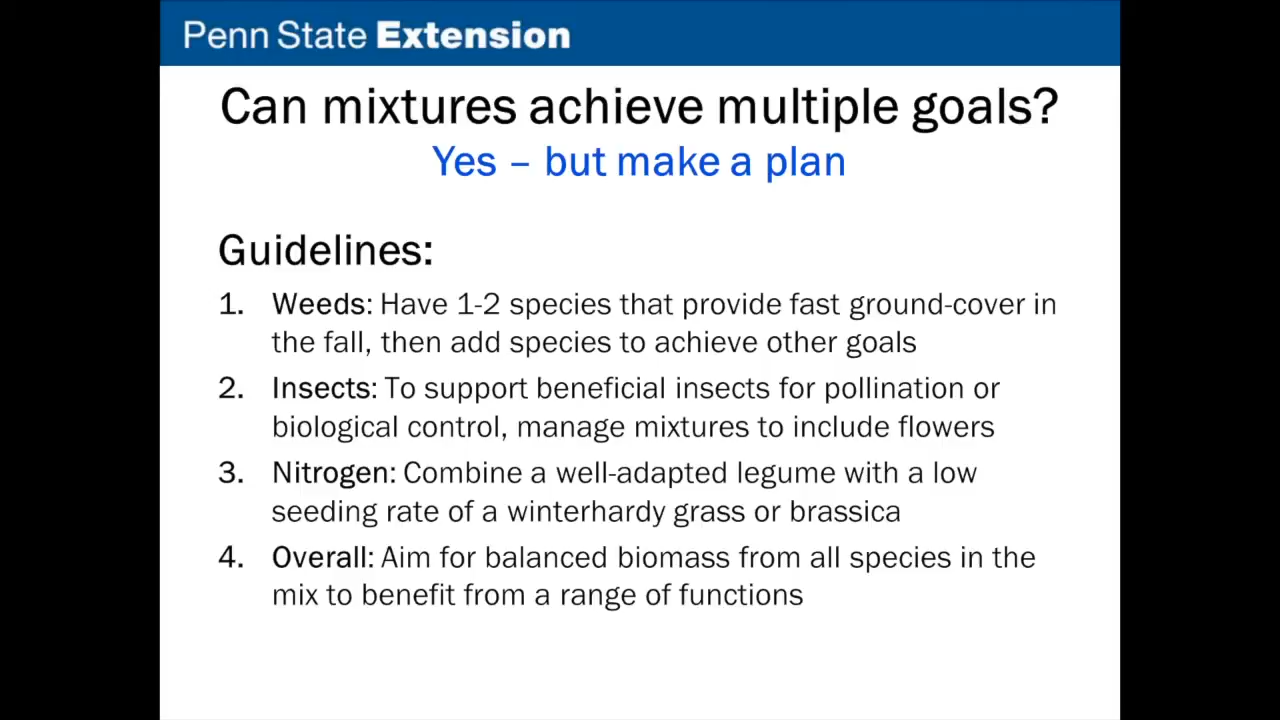 Penn State Extension
Can mixtures achieve multiple goals?
Yes – but make a plan
Guidelines:
1. Weeds: Have 1-2 species that provide fast ground-cover in
the fall, then add species to achieve other goals
2. Insects: To support beneficial insects for pollination or
biological control, manage mixtures to include flowers
3. Nitrogen: Combine a well-adapted legume with a low
seeding rate of a winterhardy grass or brassica
4. Overall: Aim for balanced biomass from all species in the
mix to benefit from a range of functions